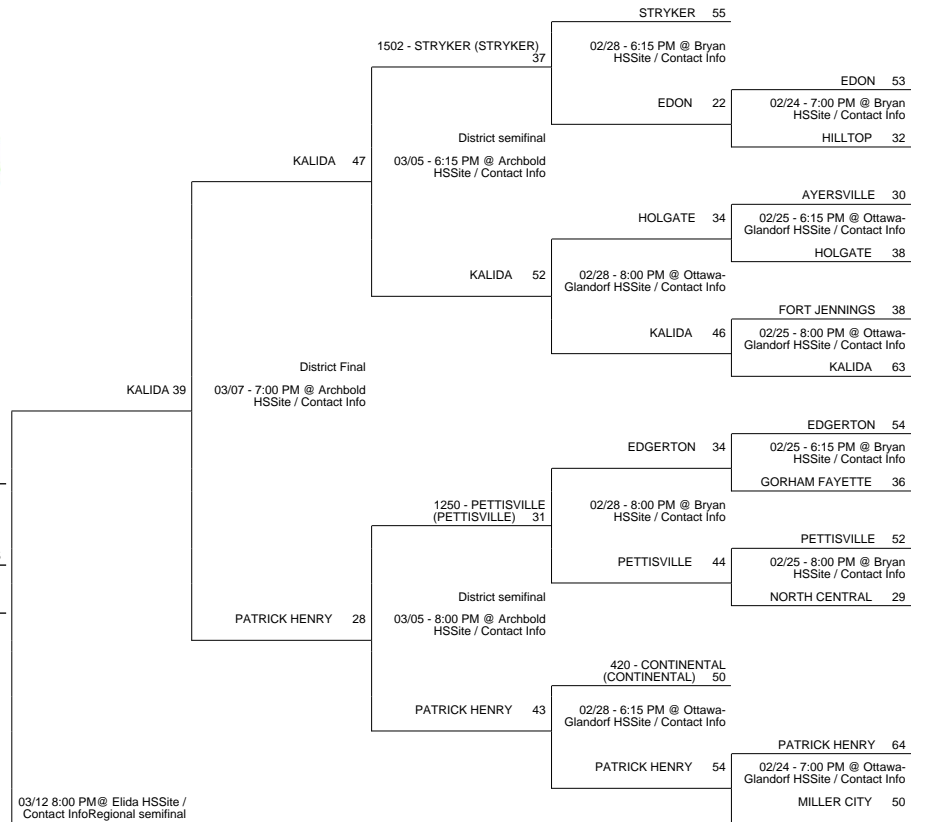 STRYKER 55
1502 - STRYKER (STRYKER)
37
02/28 - 6:15 PM @ Bryan
HSSite / Contact Info
EDON 53
EDON 22
02/24 - 7:00 PM @ Bryan
HSSite / Contact Info
HILLTOP 32
District semifinal
KALIDA 47
03/05 - 6:15 PM @ Archbold
HSSite / Contact Info
AYERSVILLE 30
HOLGATE 34
02/25 - 6:15 PM @ Ottawa-
Glandorf HSSite / Contact Info
HOLGATE 38
KALIDA 52
02/28 - 8:00 PM @ Ottawa-
Glandorf HSSite / Contact Info
FORT JENNINGS 38
KALIDA 46
02/25 - 8:00 PM @ Ottawa-
Glandorf HSSite / Contact Info
KALIDA 63
District Final
KALIDA 39
03/07 - 7:00 PM @ Archbold
HSSite / Contact Info
EDGERTON 54
EDGERTON 34
02/25 - 6:15 PM @ Bryan
HSSite / Contact Info
GORHAM FAYETTE 36
1250 - PETTISVILLE
(PETTISVILLE) 31
02/28 - 8:00 PM @ Bryan
HSSite / Contact Info
PETTISVILLE 52
PETTISVILLE 44
02/25 - 8:00 PM @ Bryan
HSSite / Contact Info
NORTH CENTRAL 29
District semifinal
PATRICK HENRY 28
03/05 - 8:00 PM @ Archbold
HSSite / Contact Info
420 - CONTINENTAL
(CONTINENTAL) 50
PATRICK HENRY 43
02/28 - 6:15 PM @ Ottawa-
Glandorf HSSite / Contact Info
PATRICK HENRY 64
PATRICK HENRY 54
02/24 - 7:00 PM @ Ottawa-
Glandorf HSSite / Contact Info
MILLER CITY 50
03/12 8:00 PM@ Elida HSSite /
Contact InfoRegional semifinal